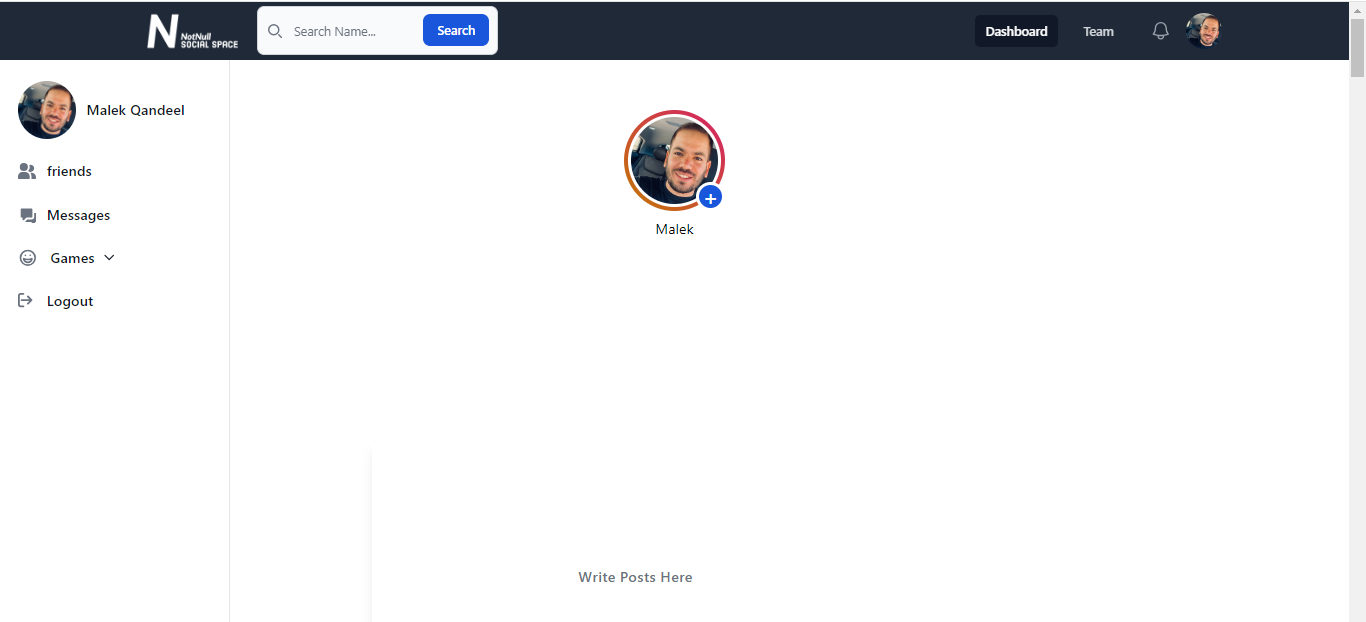 NotNull
SOCIAL SPACE
Search Name...
Search
Dashboard
Team
Malek Qandeel
friends
Messages
Games
Logout
Malek
Write Posts Here